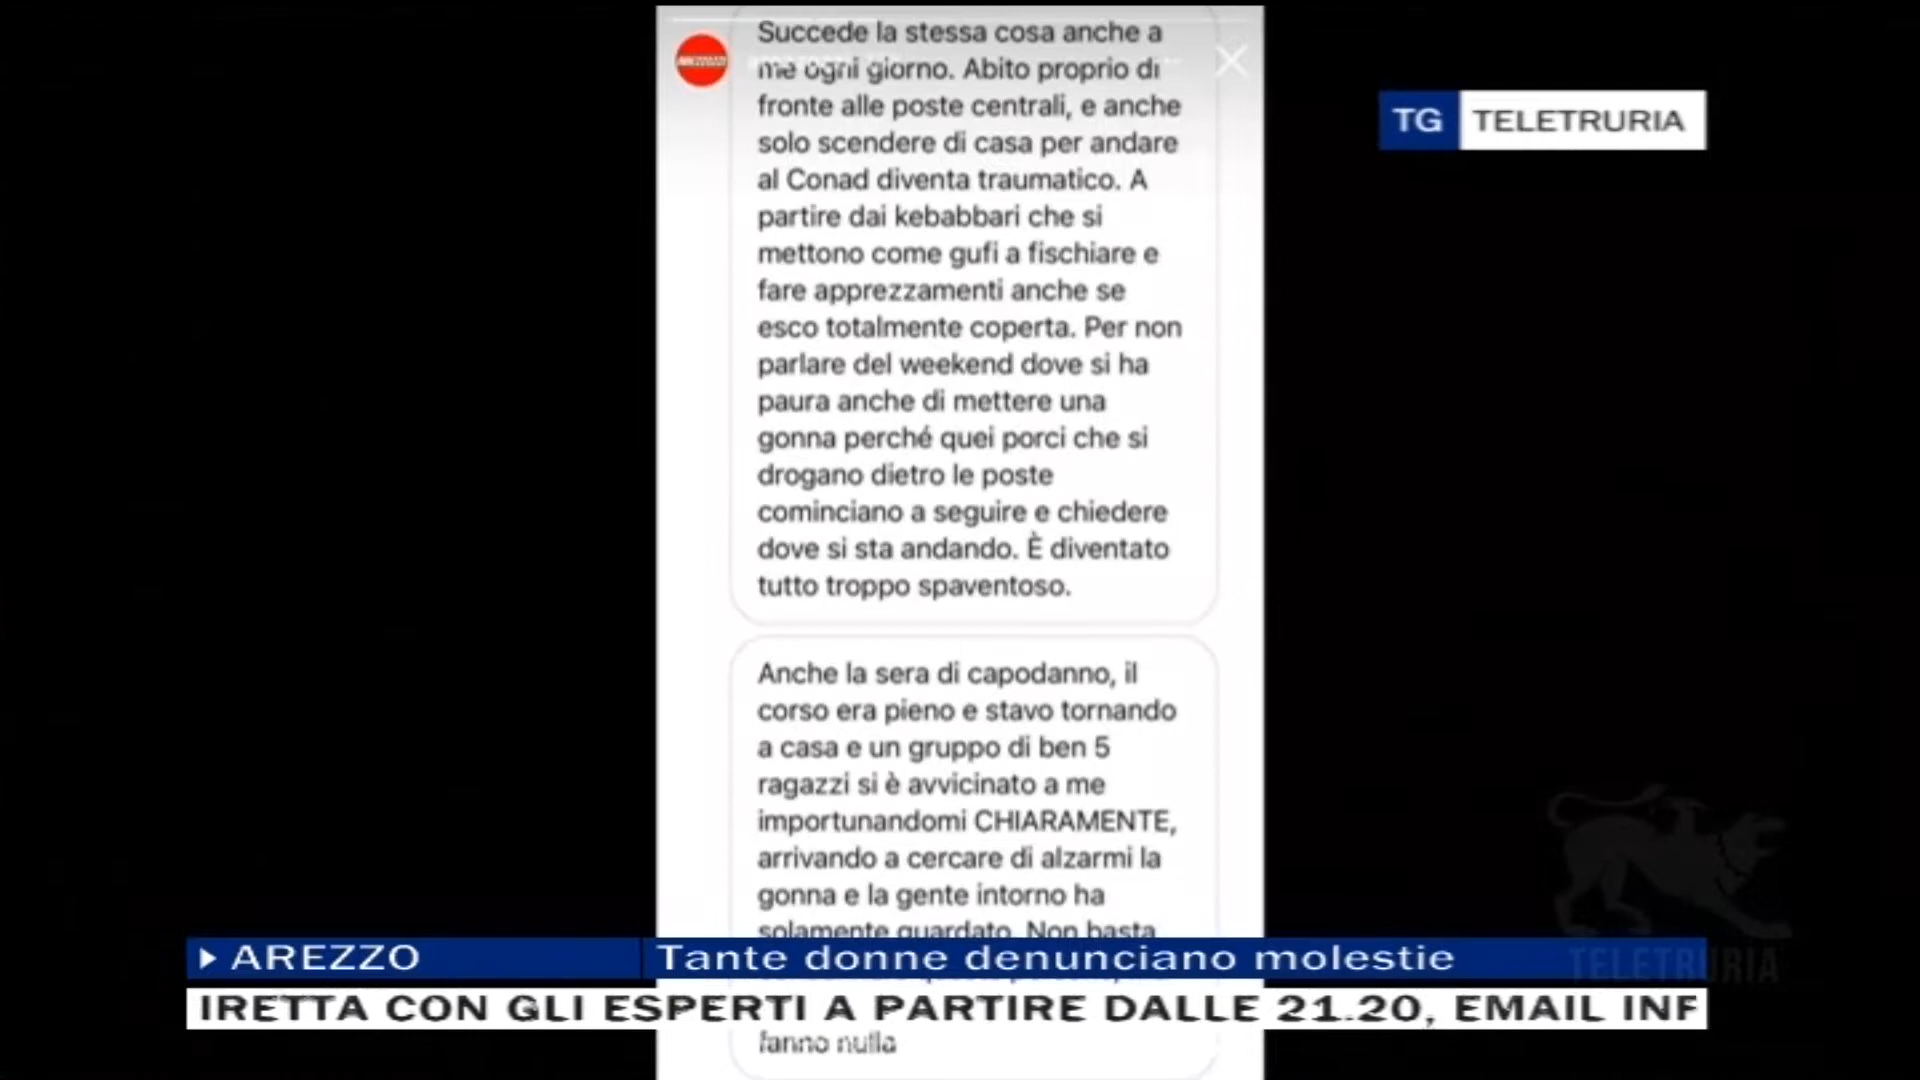 Succede la stessa cosa anche a
me ogni giorno. Abito proprio di
fronte alle poste centrali, e anche
solo scendere di casa per andare
al Conad diventa traumatico. A
partire dai kebabbari che si
mettono come gufi a fischiare e
fare apprezzamenti anche se
esco totalmente coperta. Per non
parlare del weekend dove si ha
paura anche di mettere una
gonna perché quei porci che si
drogano dietro le poste
cominciano a seguire e chiedere
dove si sta andando. È diventato
tutto troppo spaventoso.
TG TELETRURIA
Anche la sera di capodanno, il
corso era pieno e stavo tornando
a casa e un gruppo di ben 5
ragazzi si è avvicinato a me
importunandomi CHIARAMENTE,
arrivando a cercare di alzarmi la
gonna e la gente intorno ha
solamente guardato. Non basta
TELETRURIA
AREZZO Tante donne denunciano molestie
IRETTA CON GLI ESPERTI A PARTIRE DALLE 21.20, EMAIL INF
fanno nulla